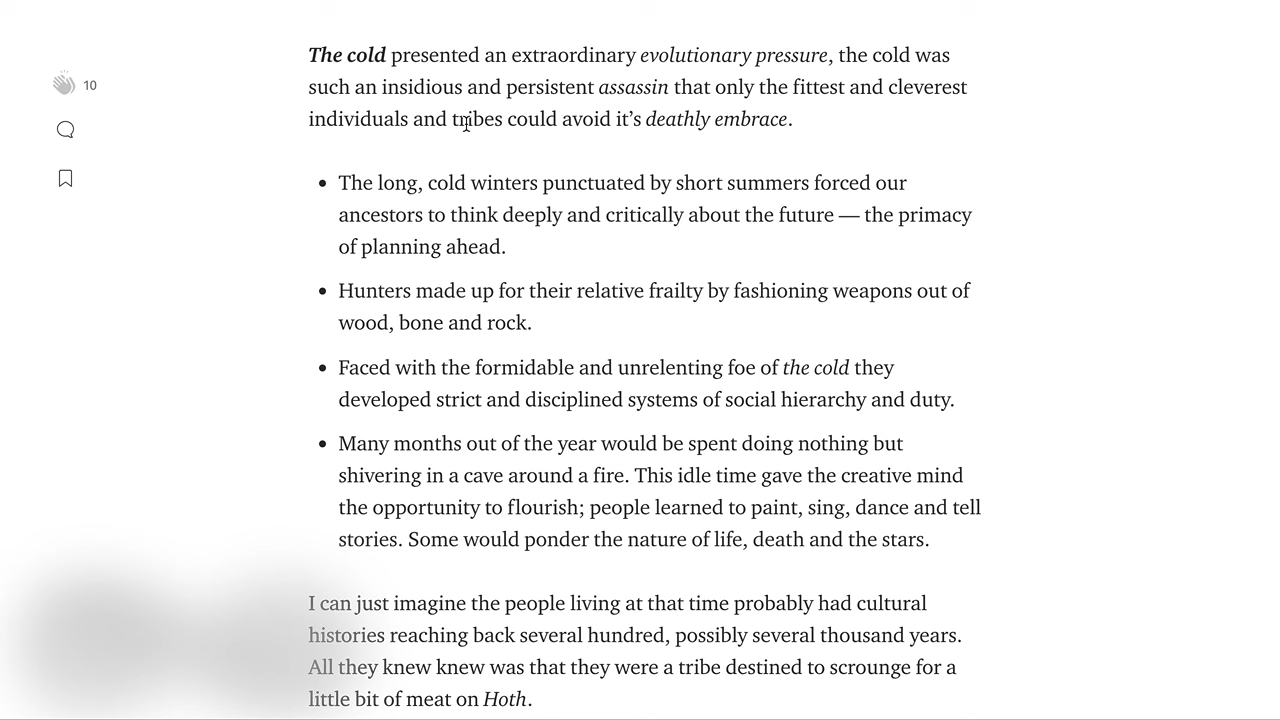 The cold presented an extraordinary evolutionary pressure, the cold was
such an insidious and persistent assassin that only the fittest and cleverest
individuals and tribes could avoid it’s deathly embrace.
10
• The long, cold winters punctuated by short summers forced our
ancestors to think deeply and critically about the future — the primacy
of planning ahead.
• Hunters made up for their relative frailty by fashioning weapons out of
wood, bone and rock.
• Faced with the formidable and unrelenting foe of the cold they
developed strict and disciplined systems of social hierarchy and duty.
• Many months out of the year would be spent doing nothing but
shivering in a cave around a fire. This idle time gave the creative mind
the opportunity to flourish; people learned to paint, sing, dance and tell
stories. Some would ponder the nature of life, death and the stars.
I can just imagine the people living at that time probably had cultural
histories reaching back several hundred, possibly several thousand years.
All they knew knew was that they were a tribe destined to scrounge for a
little bit of meat on Hoth.